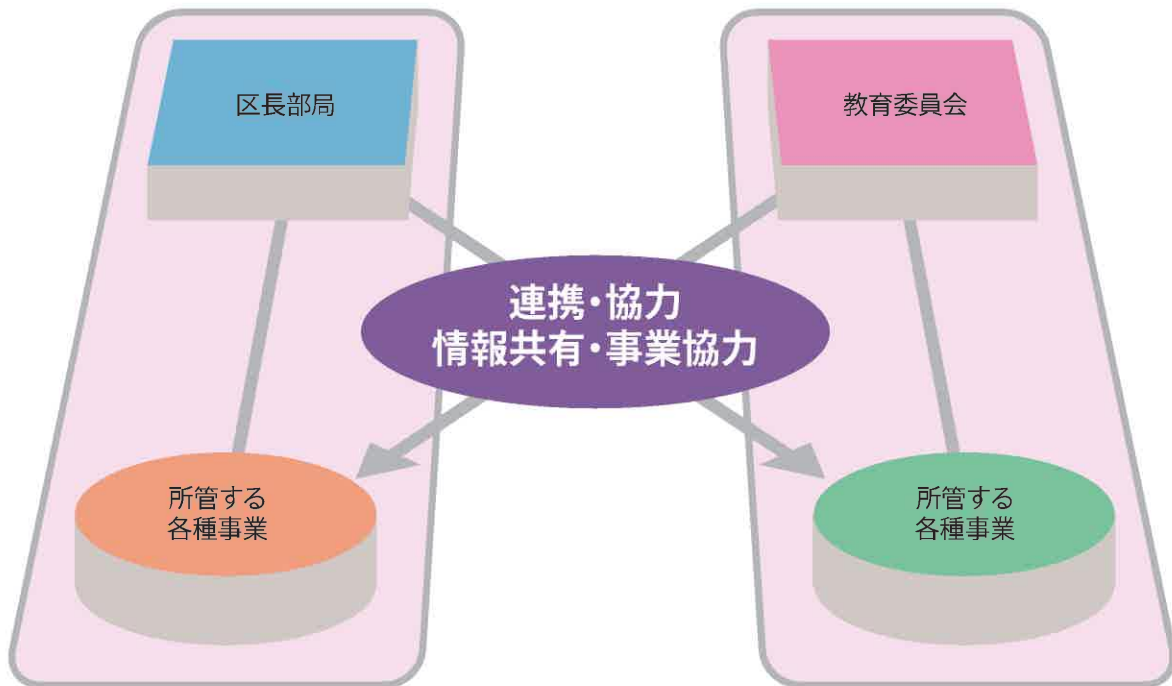 区長部局
教育委員会
連携・協力
情報共有・事業協力
所管する
各種事業
所管する
各種事業